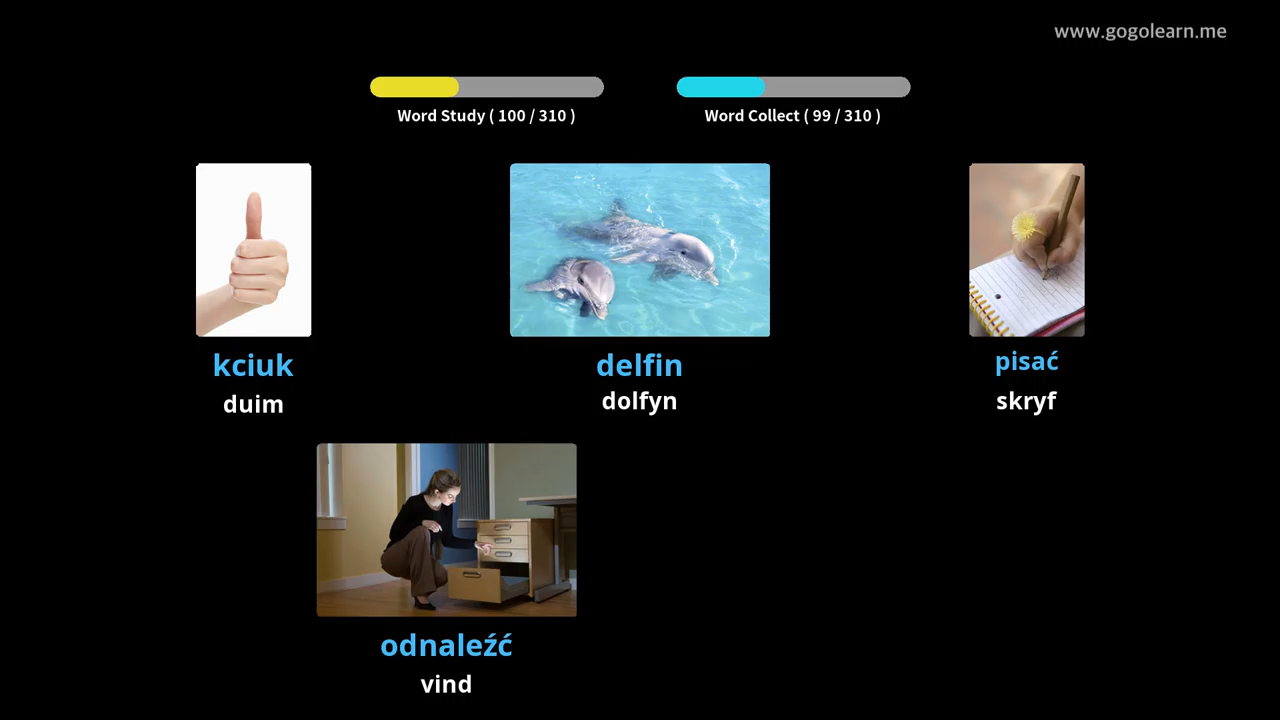 www.gogolearn.me
Word Study ( 100 / 310 )
Word Collect ( 99 / 310 )
kciuk
duim
delfin
dolfyn
pisać
skryf
odnaleźć
vind